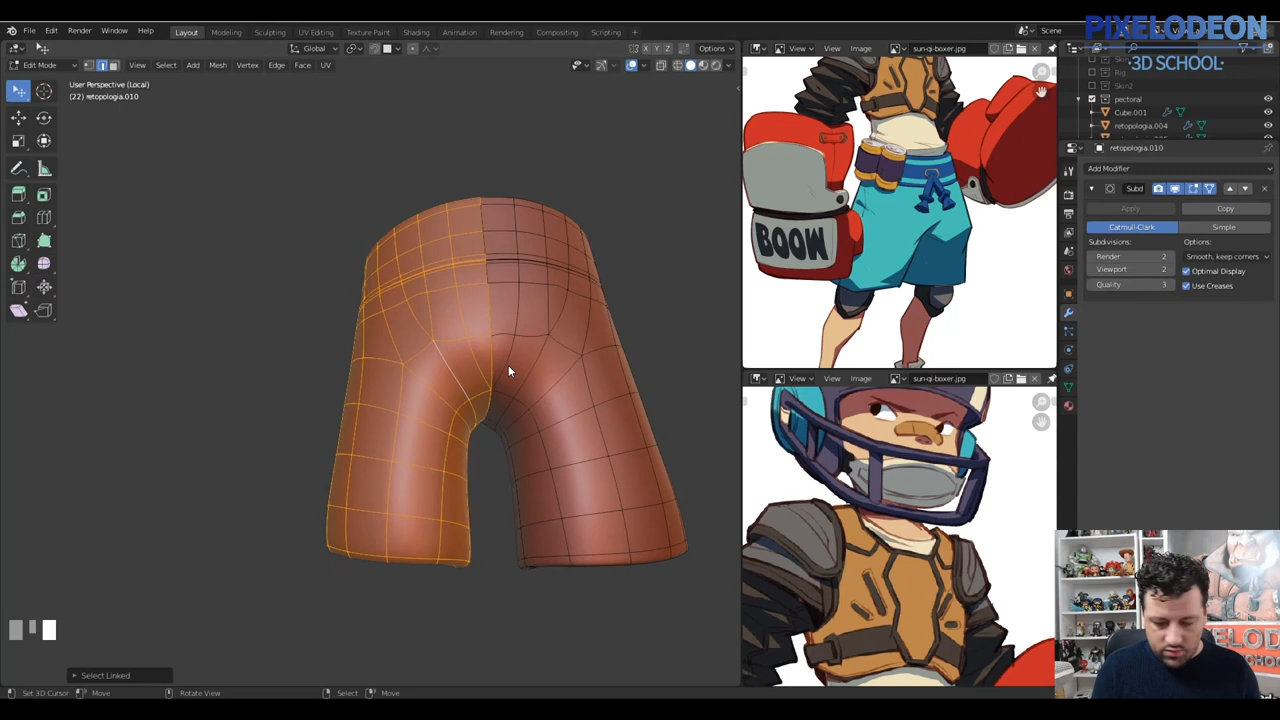 File Edit Render Window Help Layout Modeling Sculpting UV Editing Texture Paint Shading Animation Rendering Compositing Scripting Scene
PIXELODEON
·3D SCHOOL·
Global Options
X Y Z
Edit Mode View Select Add Mesh Vertex Edge Face UV
View Image sun-qi-boxer.jpg
User Perspective (Local)
(22) retopologia.010
Rig
Skin2
pectoral
Cube.001
retopologia.004
retopologia.010
Add Modifier
Subd
Apply Copy
Catmull-Clark Simple
Subdivisions: Options:
Render 2 Smooth, keep corners
Viewport 2 Optimal Display
Quality 3 Use Creases
BOOW
View Image sun-qi-boxer.jpg
Select Linked
Set 3D Cursor Move Rotate View Select Move